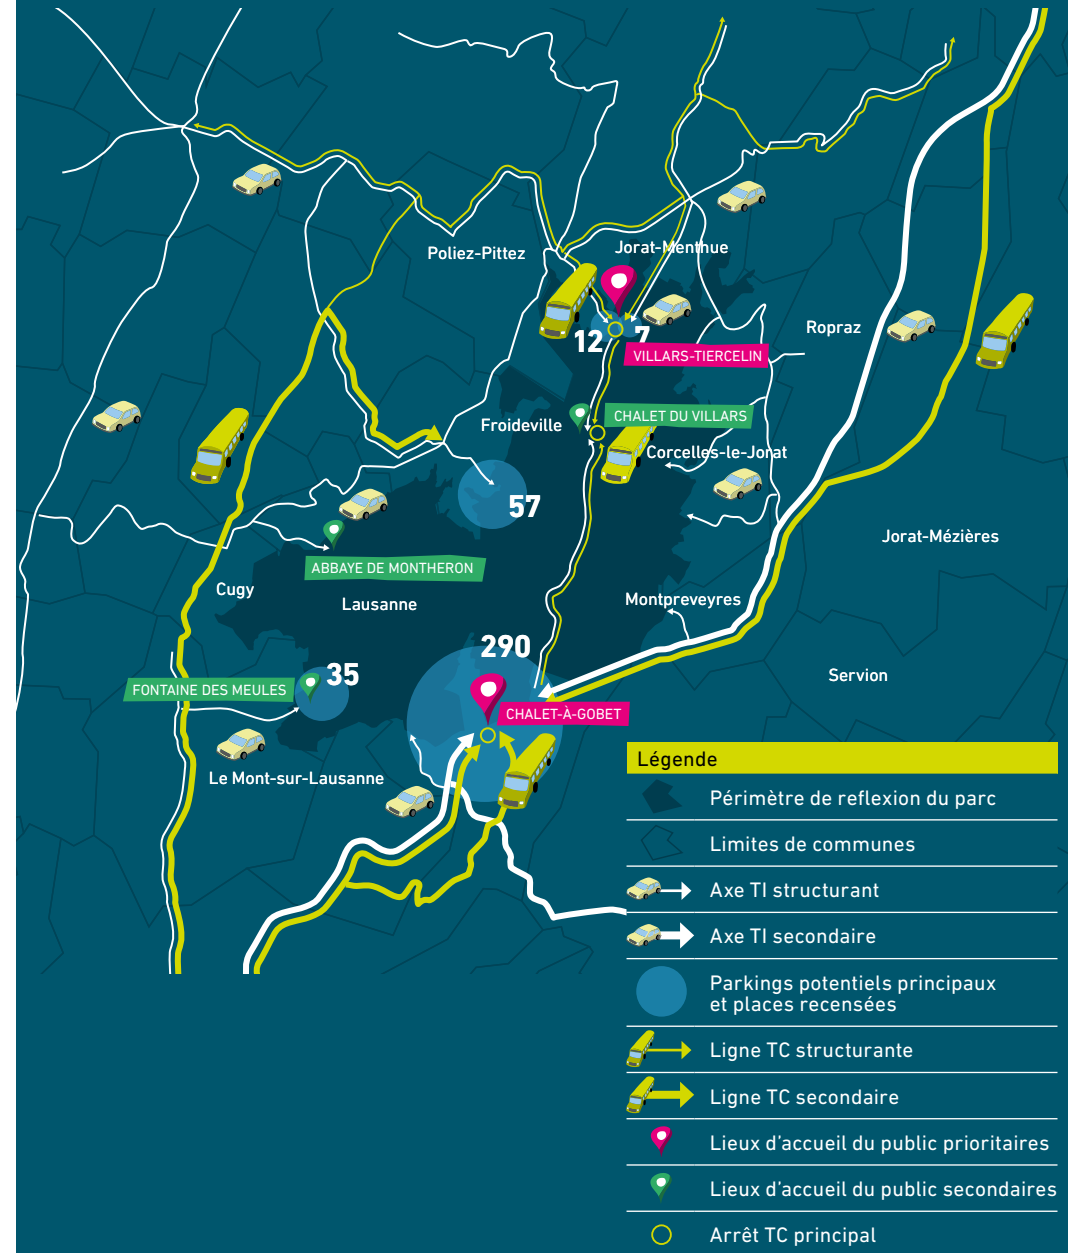 Poliez-Pittez
Jorat-Menthue
Ropraz
12
7
VILLARS-TIERCELIN
CHALET DU VILLARS
Froideville
Corcelles-le-Jorat
57
Jorat-Mézières
ABBAYE DE MONTHERON
Cugy
Lausanne
Montpreveyres
290
35
Servion
FONTAINE DES MEULES
CHALET-À-GOBET
Le Mont-sur-Lausanne
Légende
Périmètre de reflexion du parc
Limites de communes
Axe TI structurant
Axe TI secondaire
Parkings potentiels principaux
et places recensées
Ligne TC structurante
Ligne TC secondaire
Lieux d'accueil du public prioritaires
Lieux d'accueil du public secondaires
Arrêt TC principal